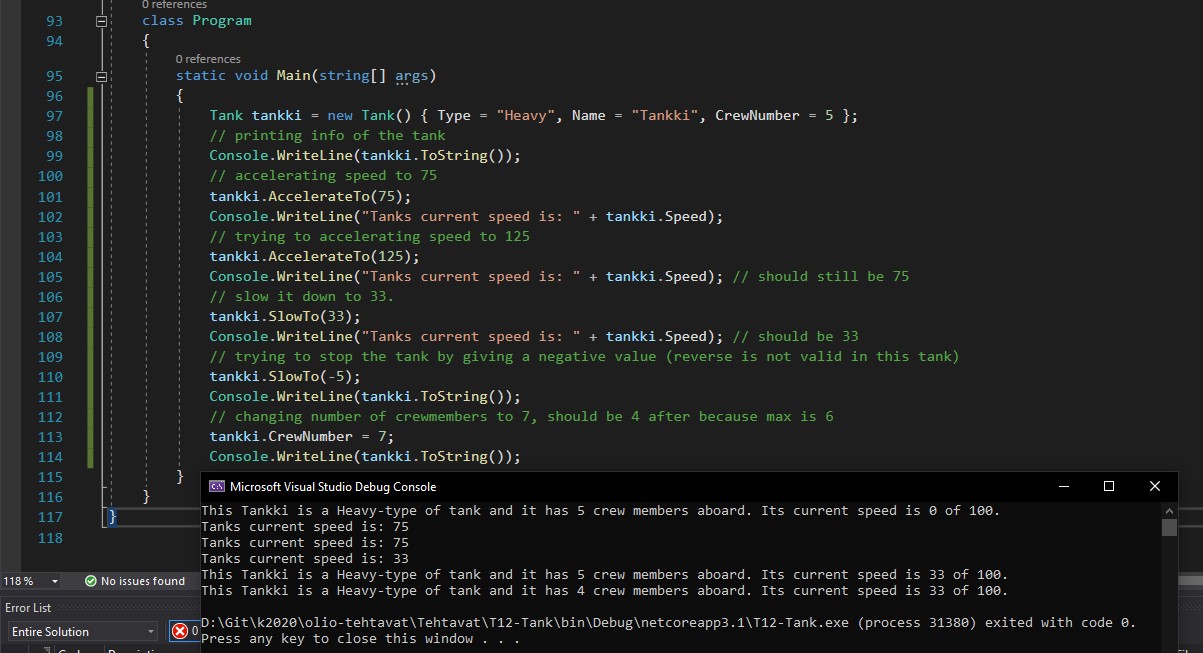 0 references
93 class Program
94 {
0 references
95 static void Main(string[] args)
96 {
97 Tank tankki = new Tank() { Type = "Heavy", Name = "Tankki", CrewNumber = 5 };
98 // printing info of the tank
99 Console.WriteLine(tankki.ToString());
100 // accelerating speed to 75
101 tankki.AccelerateTo(75);
102 Console.WriteLine("Tanks current speed is: " + tankki.Speed);
103 // trying to accelerating speed to 125
104 tankki.AccelerateTo(125);
105 Console.WriteLine("Tanks current speed is: " + tankki.Speed); // should still be 75
106 // slow it down to 33.
107 tankki.SlowTo(33);
108 Console.WriteLine("Tanks current speed is: " + tankki.Speed); // should be 33
109 // trying to stop the tank by giving a negative value (reverse is not valid in this tank)
110 tankki.SlowTo(-5);
111 Console.WriteLine(tankki.ToString());
112 // changing number of crewmembers to 7, should be 4 after because max is 6
113 tankki.CrewNumber = 7;
114 Console.WriteLine(tankki.ToString());
115 }
116 }
117 }
118
Microsoft Visual Studio Debug Console
This Tankki is a Heavy-type of tank and it has 5 crew members aboard. Its current speed is 0 of 100.
Tanks current speed is: 75
Tanks current speed is: 75
Tanks current speed is: 33
This Tankki is a Heavy-type of tank and it has 5 crew members aboard. Its current speed is 33 of 100.
This Tankki is a Heavy-type of tank and it has 4 crew members aboard. Its current speed is 33 of 100.
D:\Git\k2020\olio-tehtavat\Tehtavat\T12-Tank\bin\Debug\netcoreapp3.1\T12-Tank.exe (process 31380) exited with code 0.
Press any key to close this window . . .
118 % No issues found
Error List
Entire Solution 0